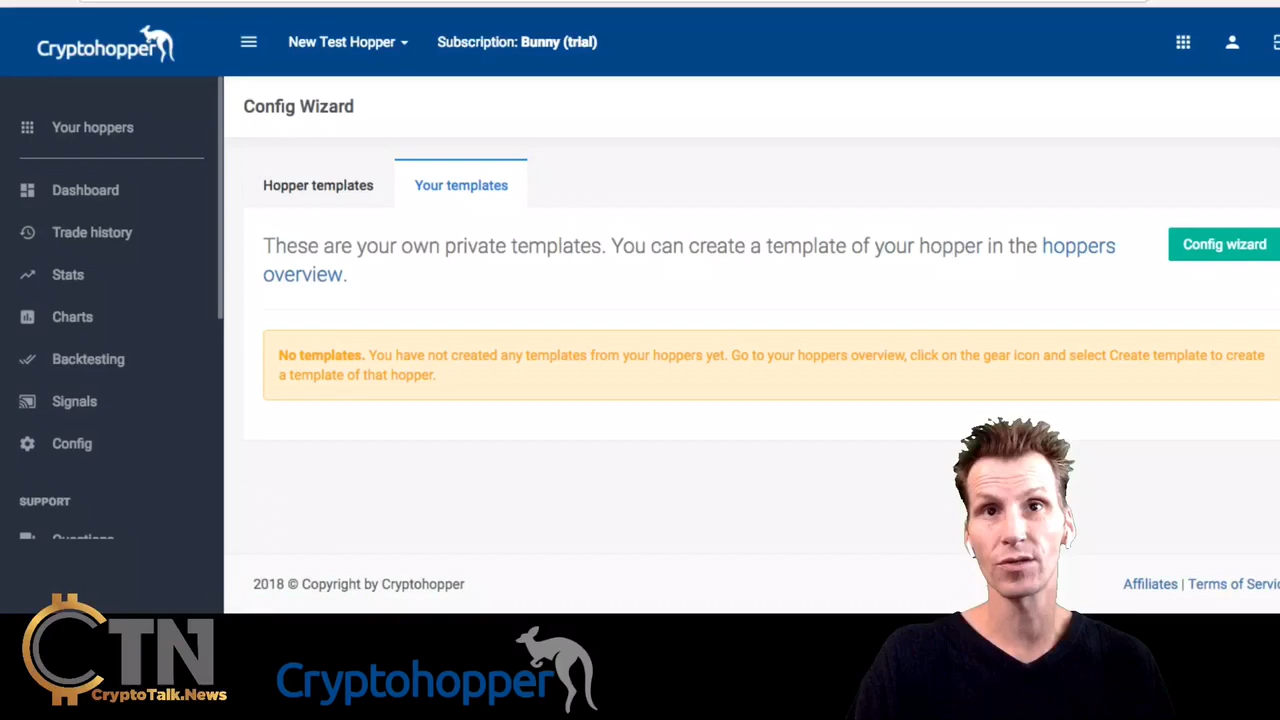 Cryptohopper
New Test Hopper
Subscription: Bunny (trial)
Config Wizard
Your hoppers
Dashboard
Trade history
Stats
Charts
Backtesting
Signals
Config
SUPPORT
Questions
Hopper templates
Your templates
These are your own private templates. You can create a template of your hopper in the hoppers
overview.
Config wizard
No templates. You have not created any templates from your hoppers yet. Go to your hoppers overview, click on the gear icon and select Create template to create
a template of that hopper.
2018 © Copyright by Cryptohopper
Affiliates | Terms of Servic
CTN
CryptoTalk.News
Cryptohopper